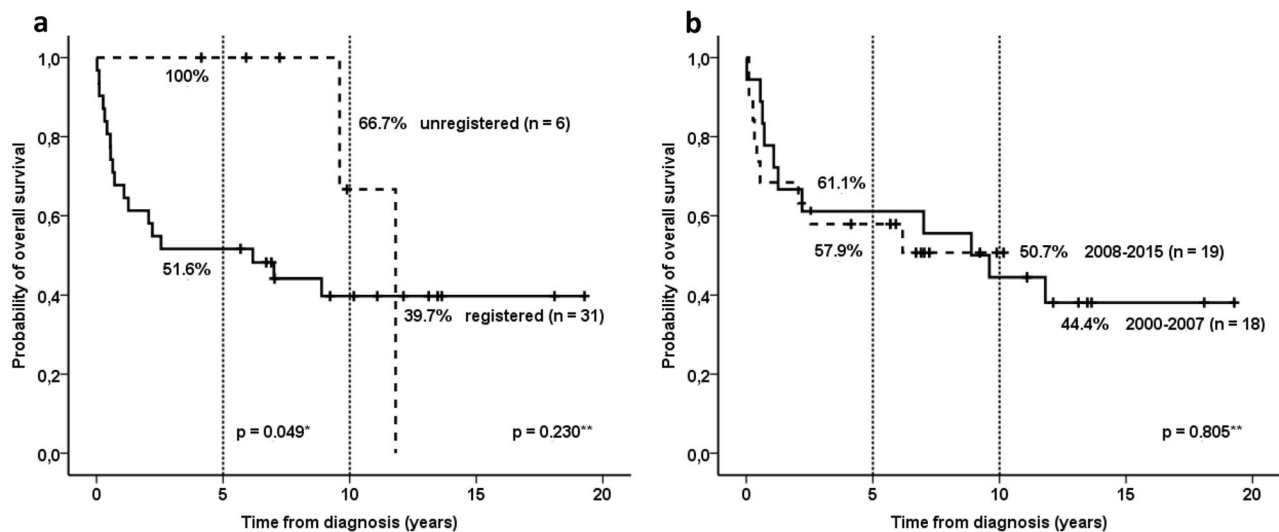 a
Probability of overall survival
1,0
0,8
0,6
0,4
0,2
0,0
100%
66.7% unregistered (n = 6)
51.6%
39.7% registered (n = 31)
p = 0.049*
p = 0.230**
0
5
10
15
20
Time from diagnosis (years)
b
Probability of overall survival
1,0
0,8
0,6
0,4
0,2
0,0
61.1%
57.9%
50.7% 2008-2015 (n = 19)
44.4% 2000-2007 (n = 18)
p = 0.805**
0
5
10
15
20
Time from diagnosis (years)